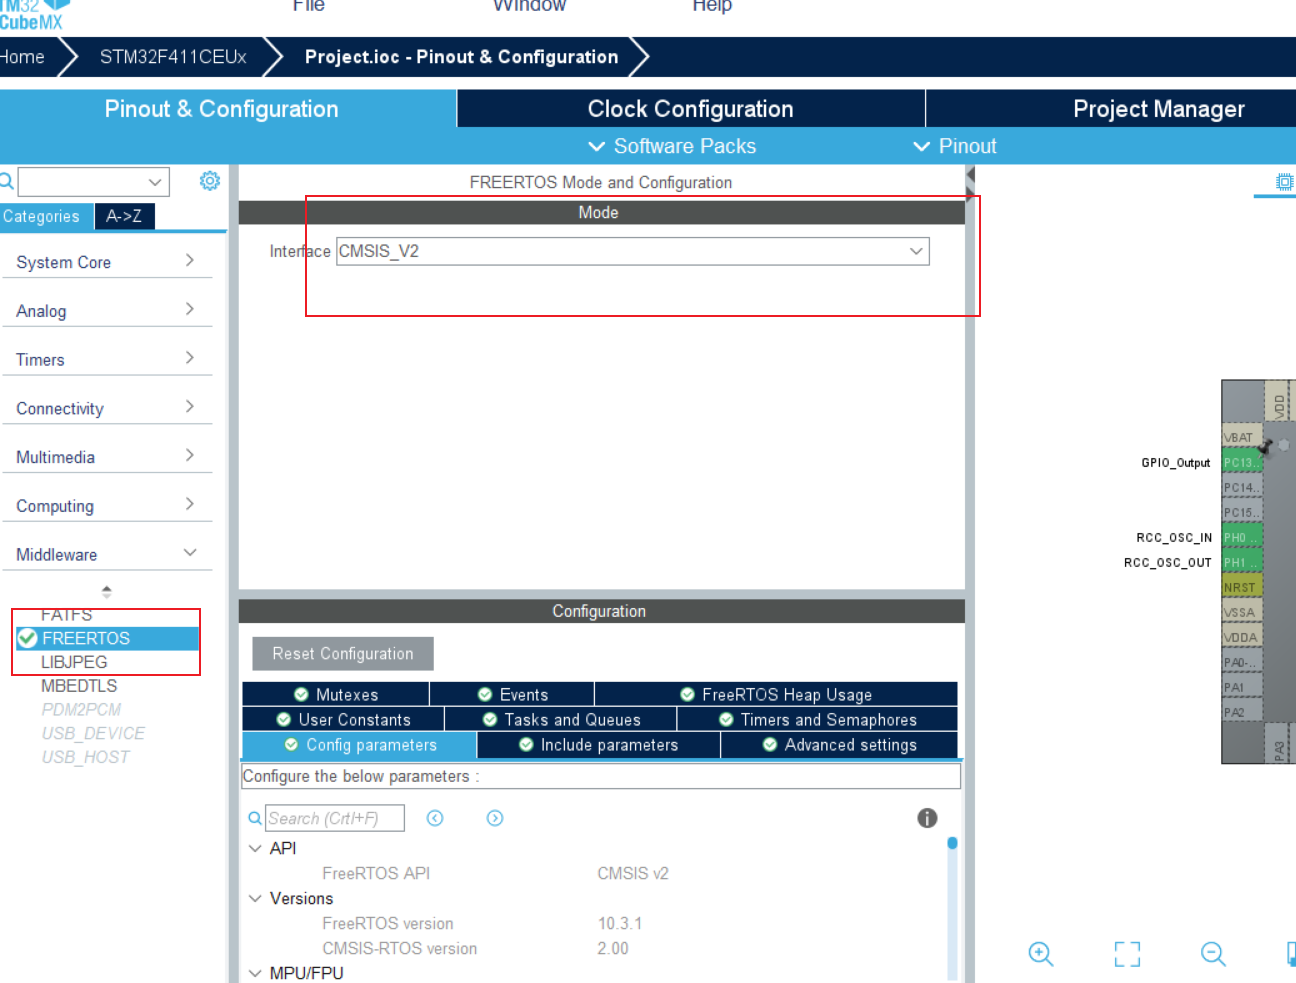 File Window Help
CubeMX
Home STM32F411CEUx Project.ioc - Pinout & Configuration
Pinout & Configuration Clock Configuration Project Manager
Software Packs Pinout
FREERTOS Mode and Configuration
Categories A->Z
Mode
Interface CMSIS_V2
System Core
Analog
Timers
Connectivity
Multimedia
Computing
Middleware
FATFS
FREERTOS
LIBJPEG
MBEDTLS
PDM2PCM
USB_DEVICE
USB_HOST
Configuration
Reset Configuration
Mutexes Events FreeRTOS Heap Usage
User Constants Tasks and Queues Timers and Semaphores
Config parameters Include parameters Advanced settings
Configure the below parameters :
Search (Crtl+F)
API
FreeRTOS API CMSIS v2
Versions
FreeRTOS version 10.3.1
CMSIS-RTOS version 2.00
MPU/FPU
VDD
VBAT
GPIO_Output PC13..
PC14..
PC15..
RCC_OSC_IN PH0 ..
RCC_OSC_OUT PH1 ..
NRST
VSSA
VDDA
PA0-..
PA1
PA2
PA3